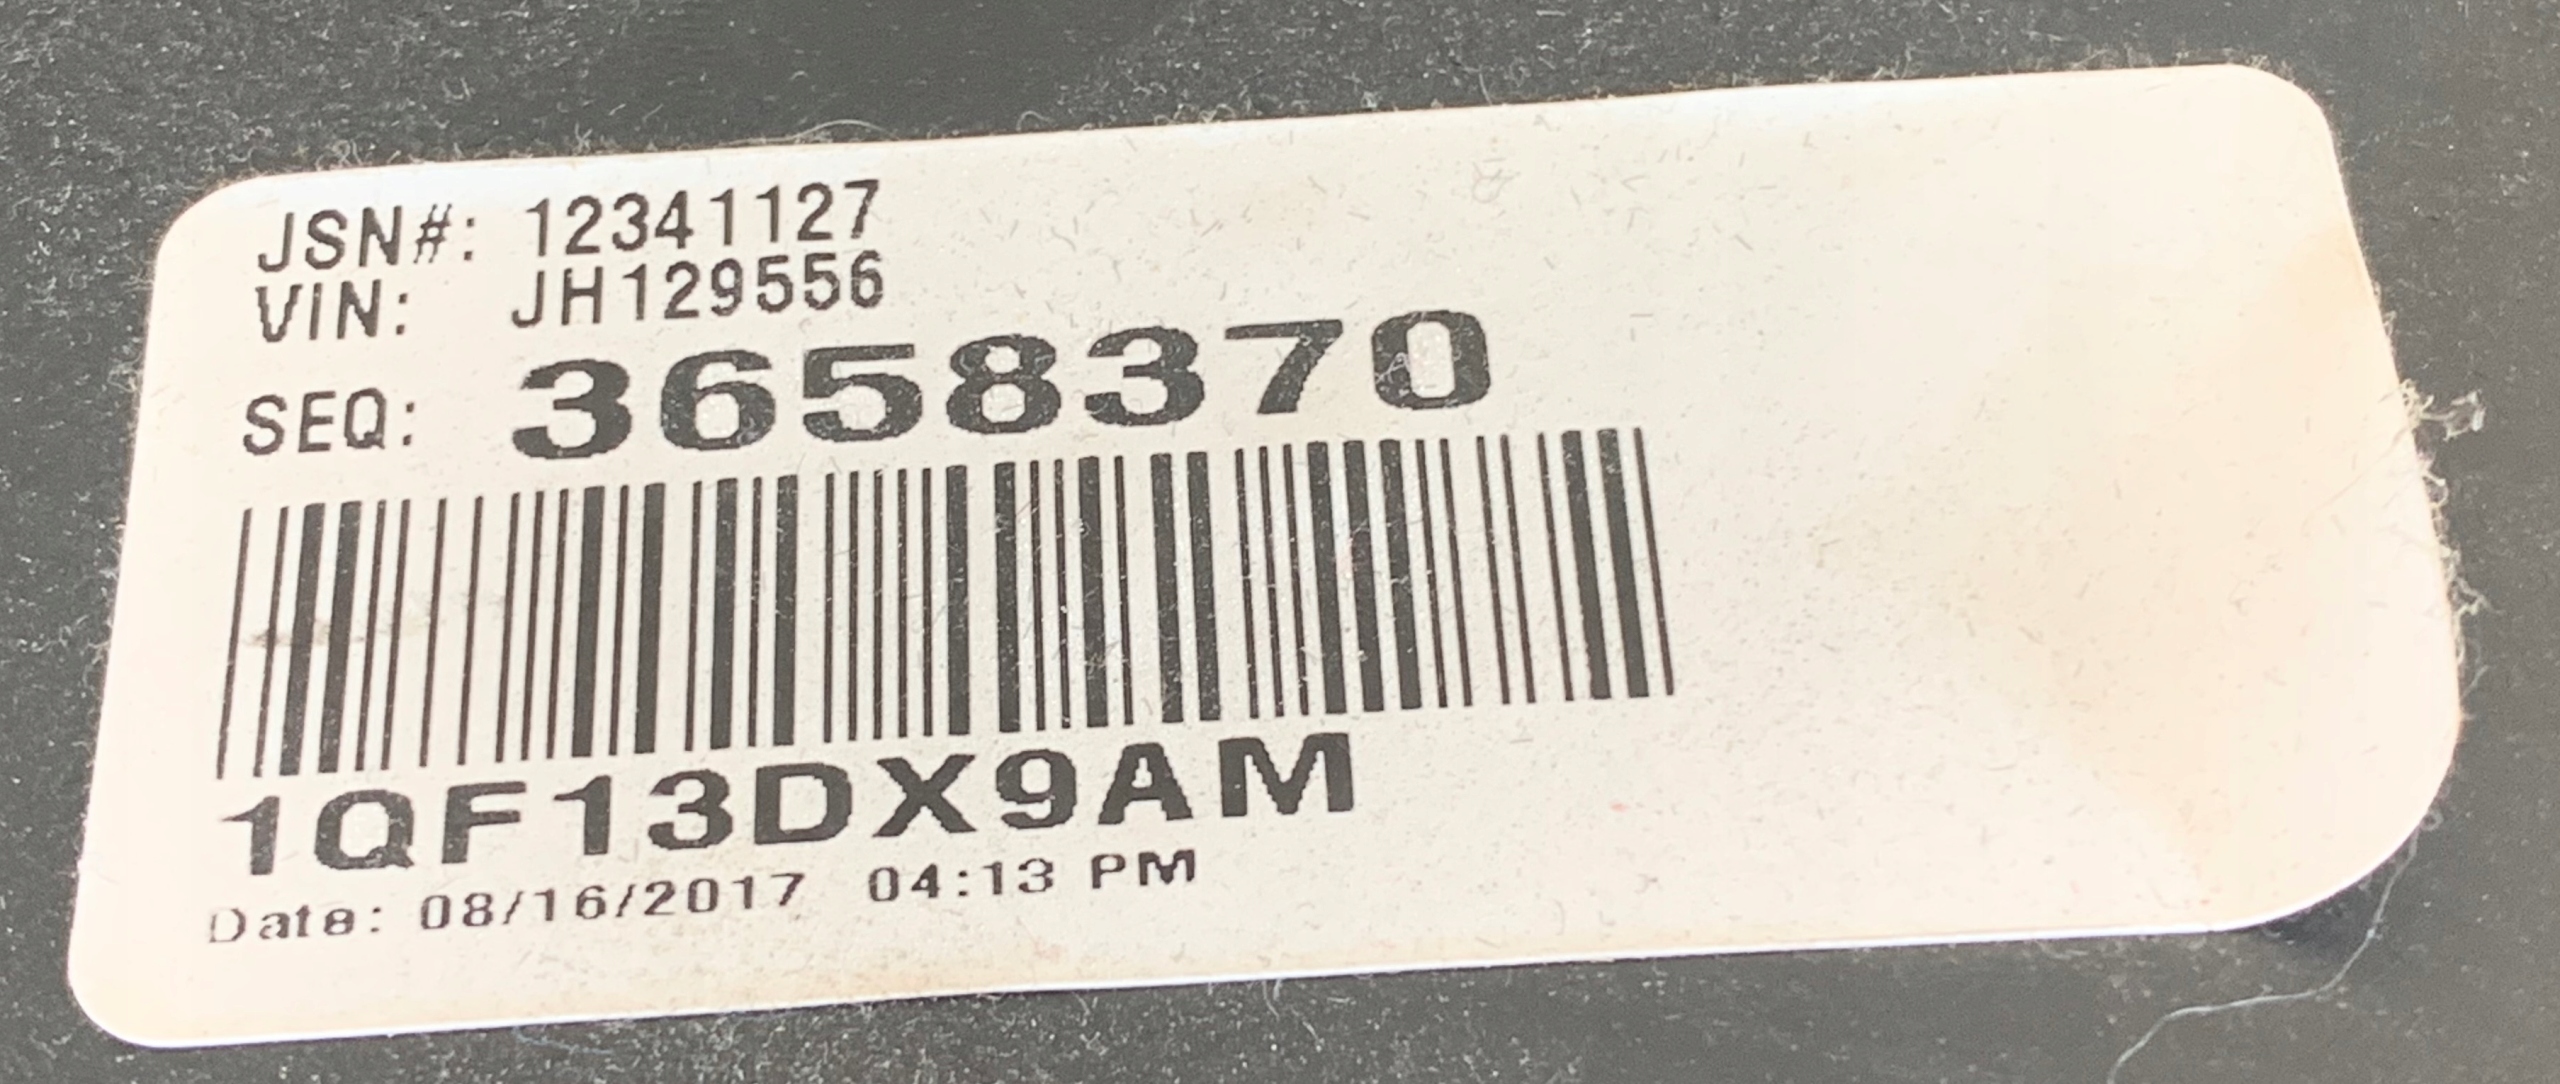 JSN#: 12341127
VIN: JH129556
SEQ: 3658370
1QF13DX9AM
Date: 08/16/2017 04:13 PM